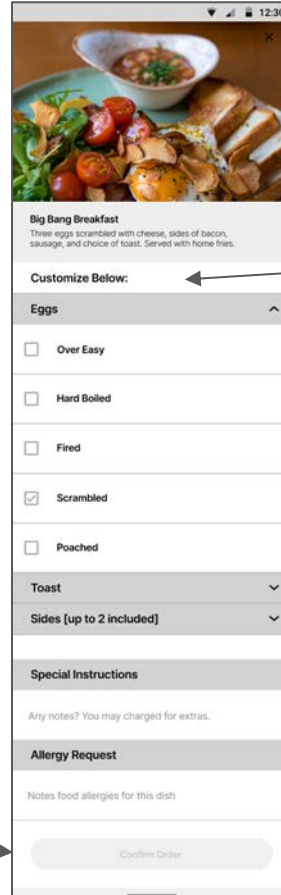 12:30
Big Bang Breakfast
Three eggs scrambled with cheese, sides of bacon,
sausage, and choice of toast. Served with home fries.
Customize Below:
Eggs
Over Easy
Hard Boiled
Fired
Scrambled
Poached
Toast
Sides [up to 2 included]
Special Instructions
Any notes? You may charged for extras.
Allergy Request
Notes food allergies for this dish
Confirm Order